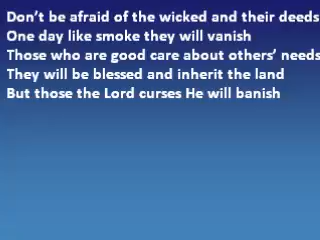 Don't be afraid of the wicked and their deeds
One day like smoke they will vanish
Those who are good care about others' needs
They will be blessed and inherit the land
But those the Lord curses He will banish